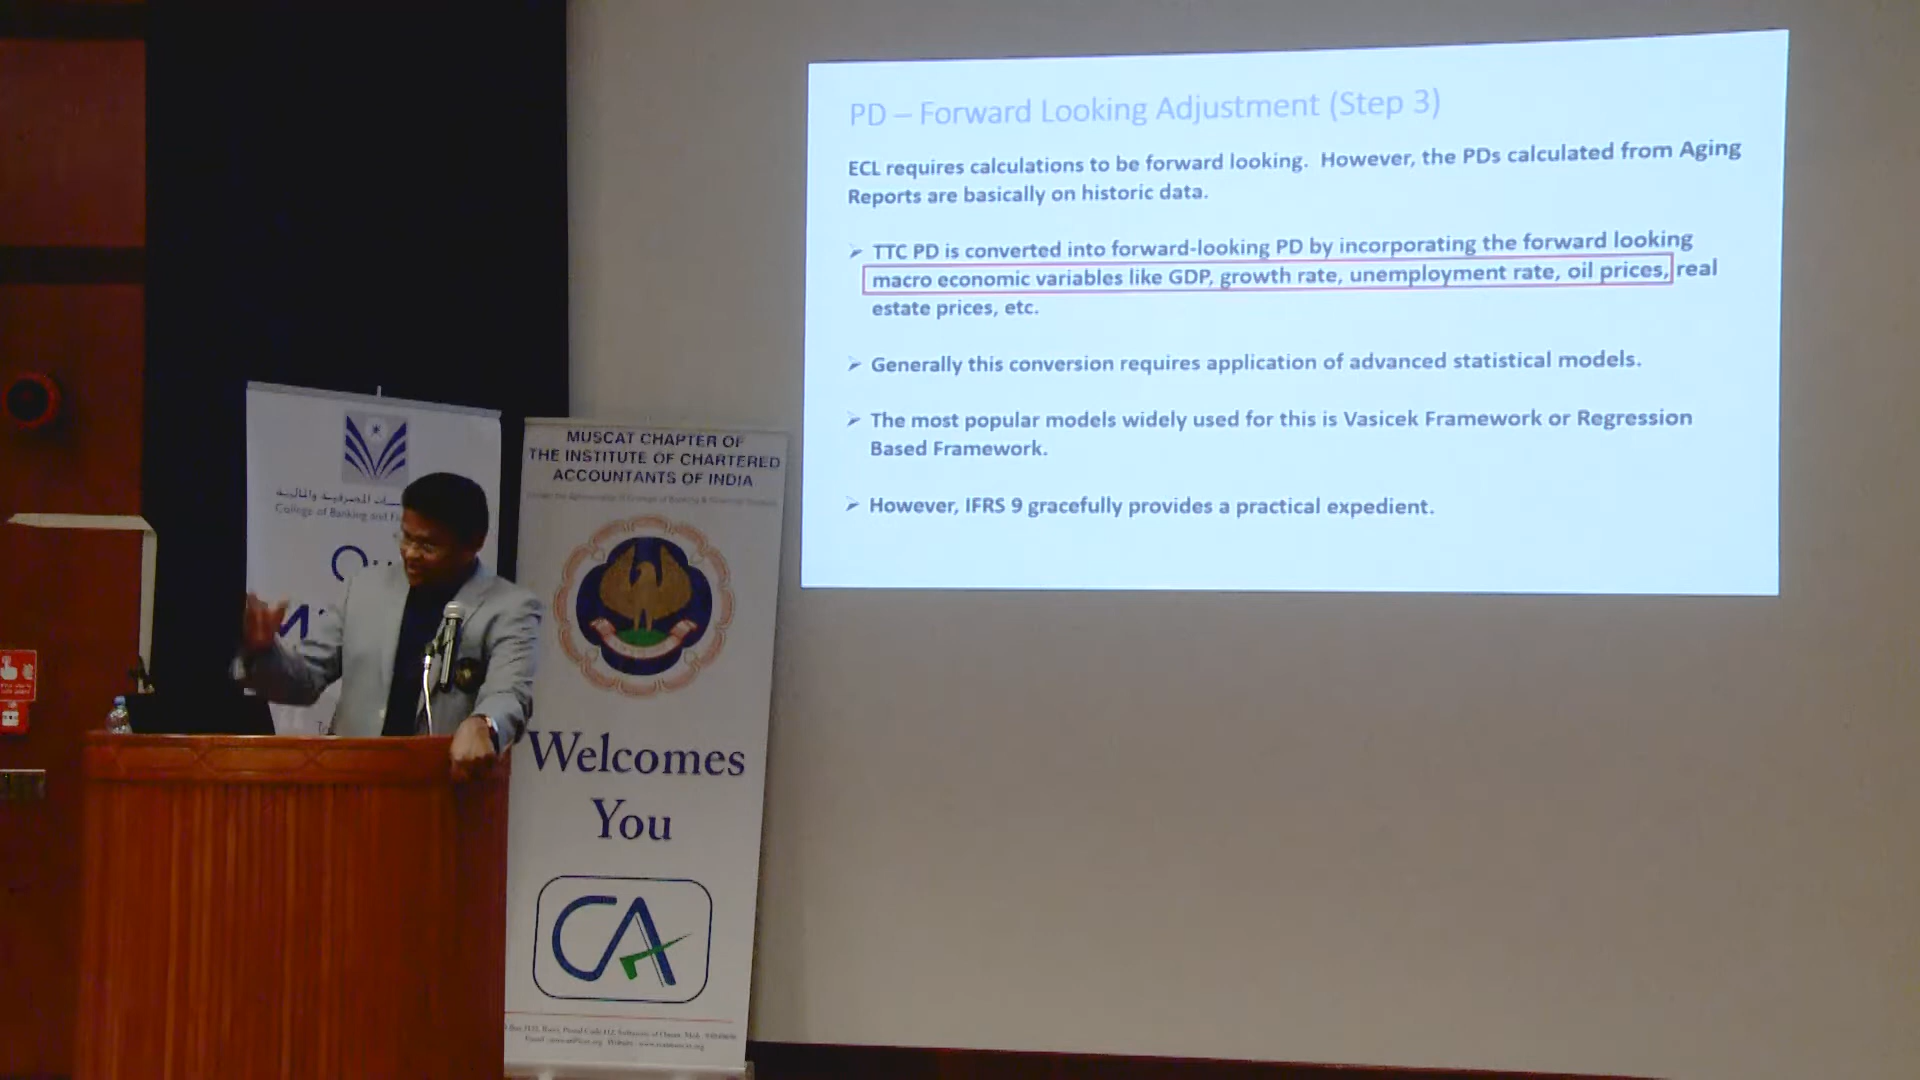 PD – Forward Looking Adjustment (Step 3)
ECL requires calculations to be forward looking. However, the PDs calculated from Aging
Reports are basically on historic data.
➢ TTC PD is converted into forward-looking PD by incorporating the forward looking
macro economic variables like GDP, growth rate, unemployment rate, oil prices, real
estate prices, etc.
➢ Generally this conversion requires application of advanced statistical models.
➢ The most popular models widely used for this is Vasicek Framework or Regression
Based Framework.
➢ However, IFRS 9 gracefully provides a practical expedient.
College of Banking and
MUSCAT CHAPTER OF
THE INSTITUTE OF CHARTERED
ACCOUNTANTS OF INDIA
Welcomes
You
CA